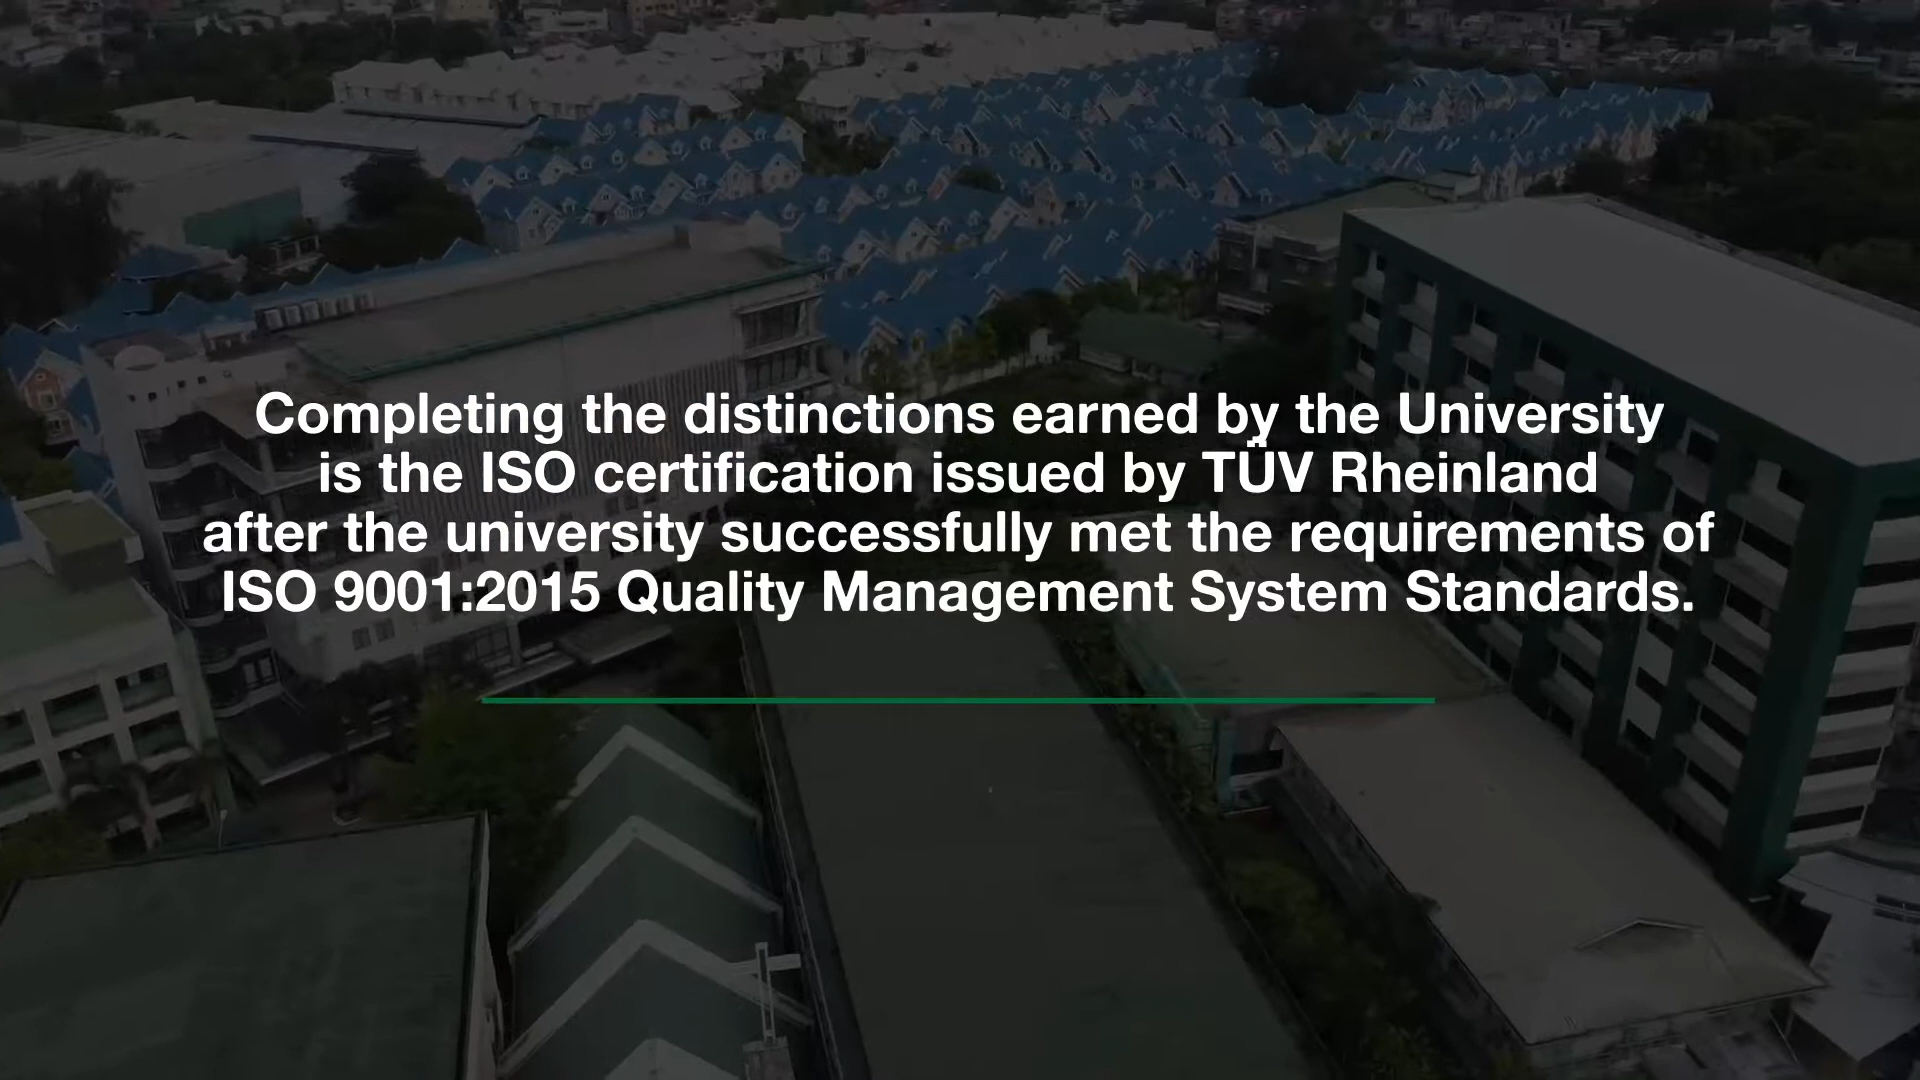 Completing the distinctions earned by the University
is the ISO certification issued by TÜV Rheinland
after the university successfully met the requirements of
ISO 9001:2015 Quality Management System Standards.